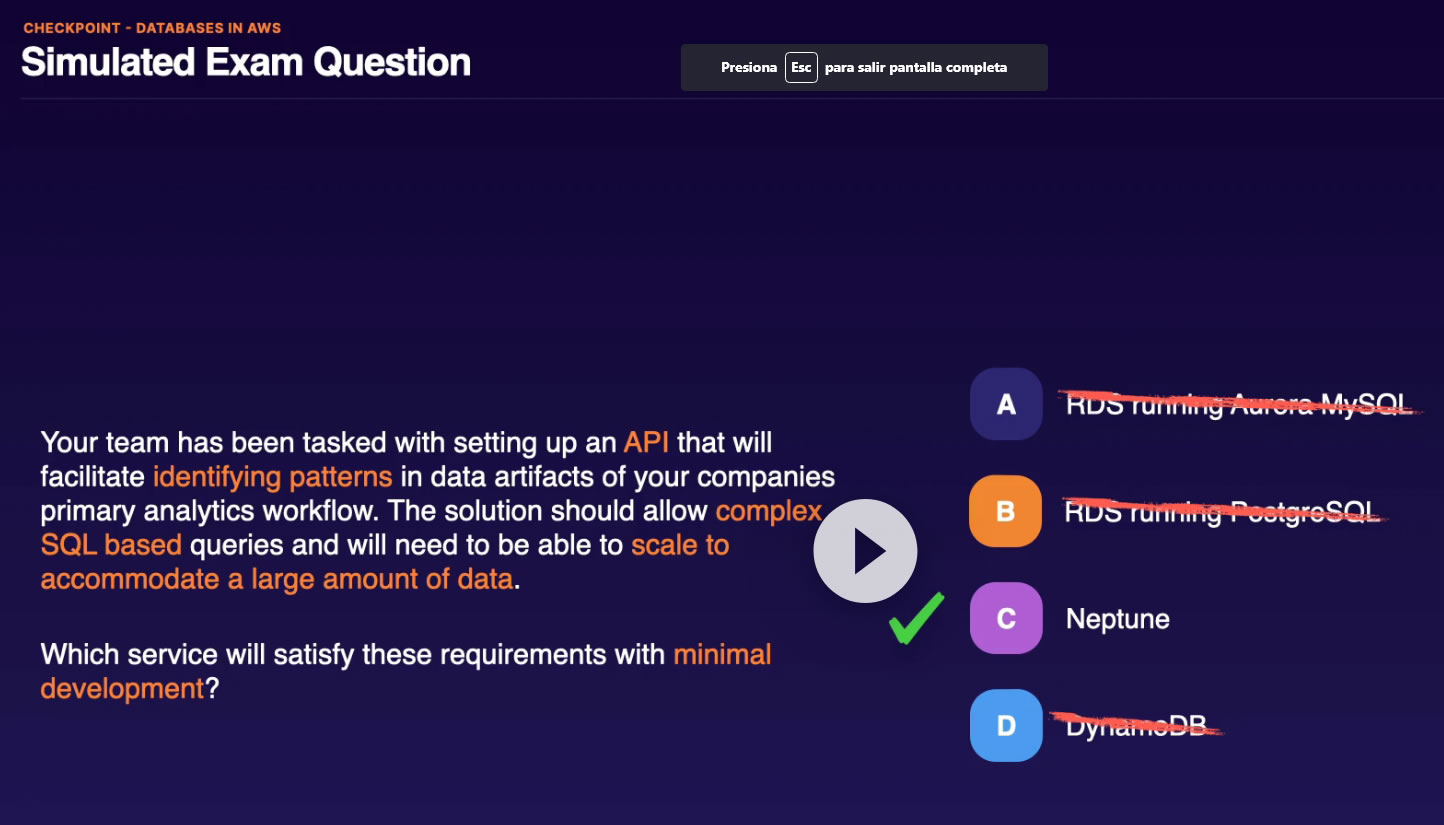 CHECKPOINT - DATABASES IN AWS
Simulated Exam Question
Presiona Esc para salir pantalla completa
Your team has been tasked with setting up an API that will
facilitate identifying patterns in data artifacts of your companies
primary analytics workflow. The solution should allow complex
SQL based queries and will need to be able to scale to
accommodate a large amount of data.
Which service will satisfy these requirements with minimal
development?
A RDS running Aurora MySQL
B RDS running PostgreSQL
C Neptune
D DynamoDB